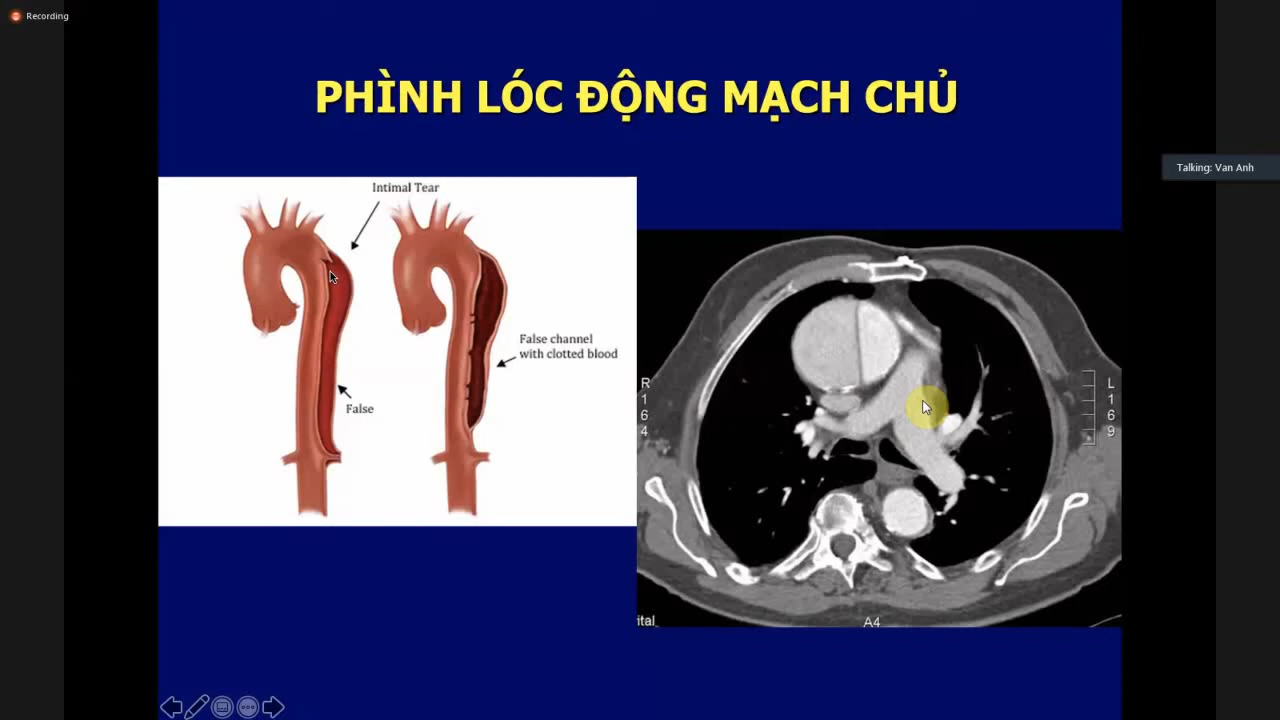 Recording
PHÌNH LÓC ĐỘNG MẠCH CHỦ
Talking: Van Anh
Intimal Tear
False channel
with clotted blood
False
R
1
6
4
L
1
6
9
ital
A4